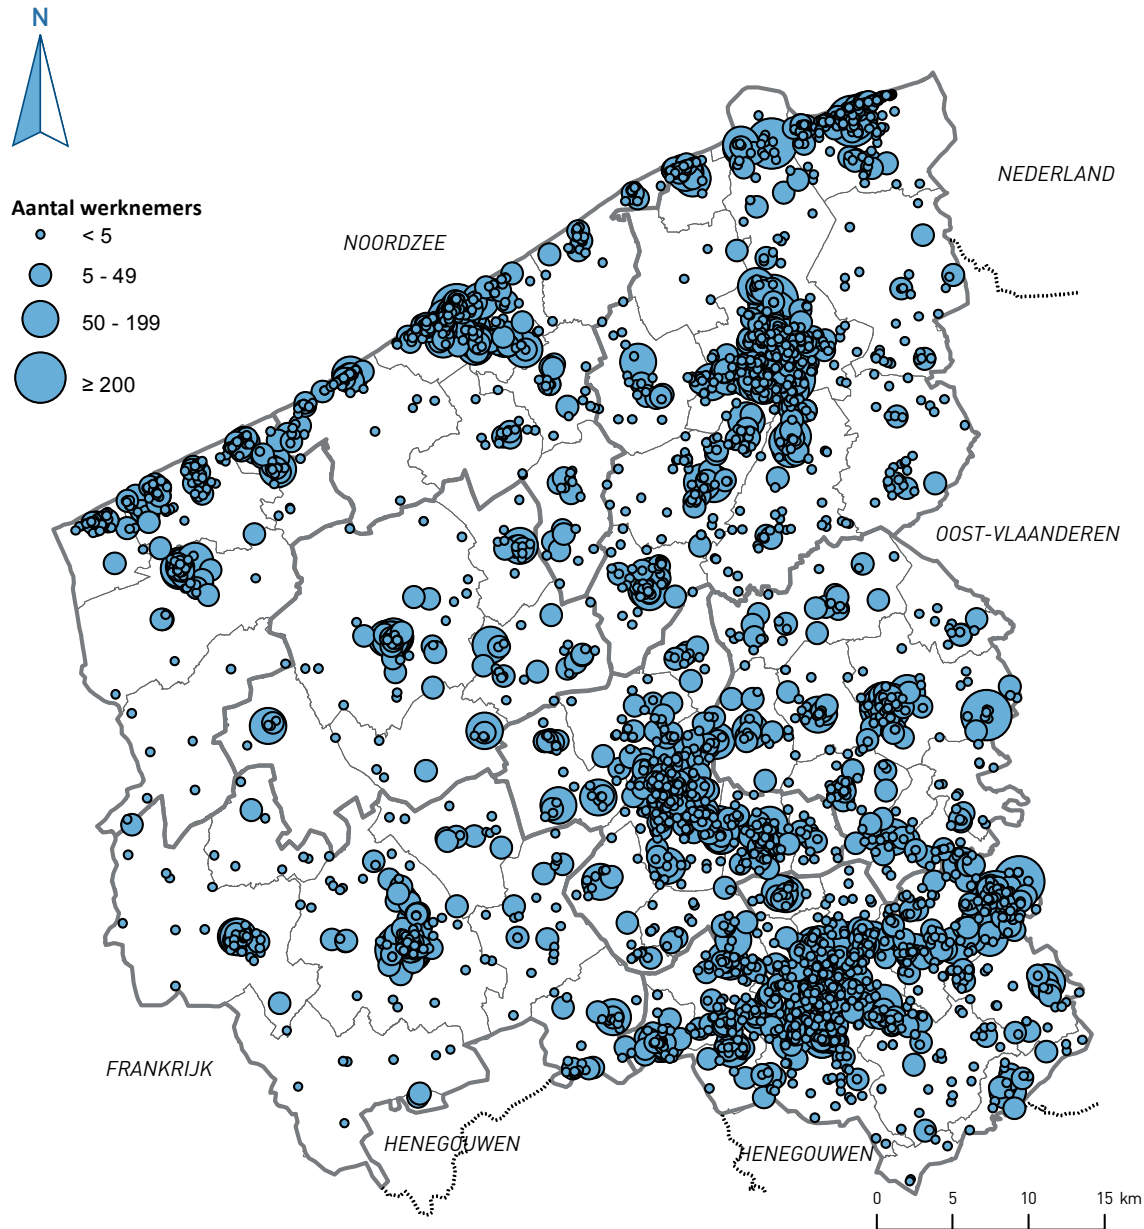 N
NEDERLAND
Aantal werknemers
< 5
5 - 49
50 - 199
≥ 200
NOORDZEE
OOST-VLAANDEREN
FRANKRIJK
HENEGOUWEN
HENEGOUWEN
0 5 10 15 km